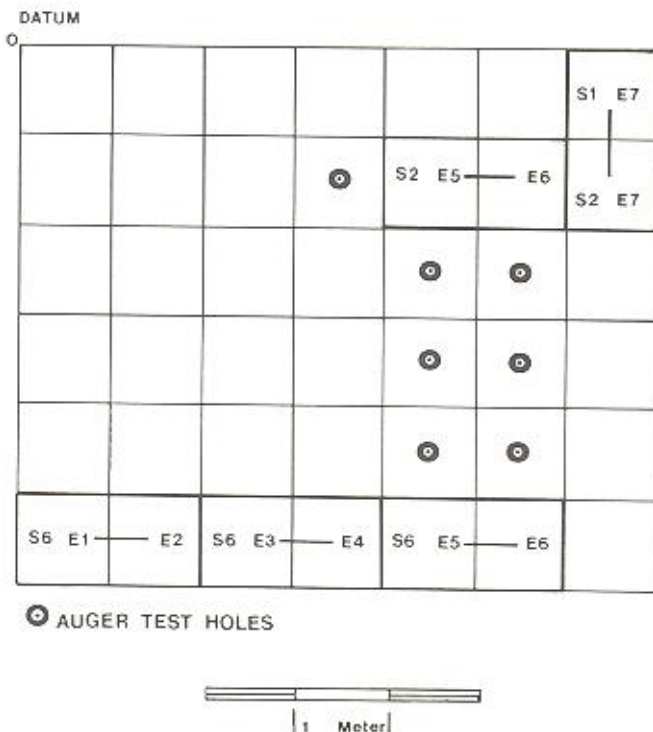 DATUM
S1 E7
S2 E5 E6
S2 E7
S6 E1 E2 S6 E3 E4 S6 E5 E6
AUGER TEST HOLES
1 Meter